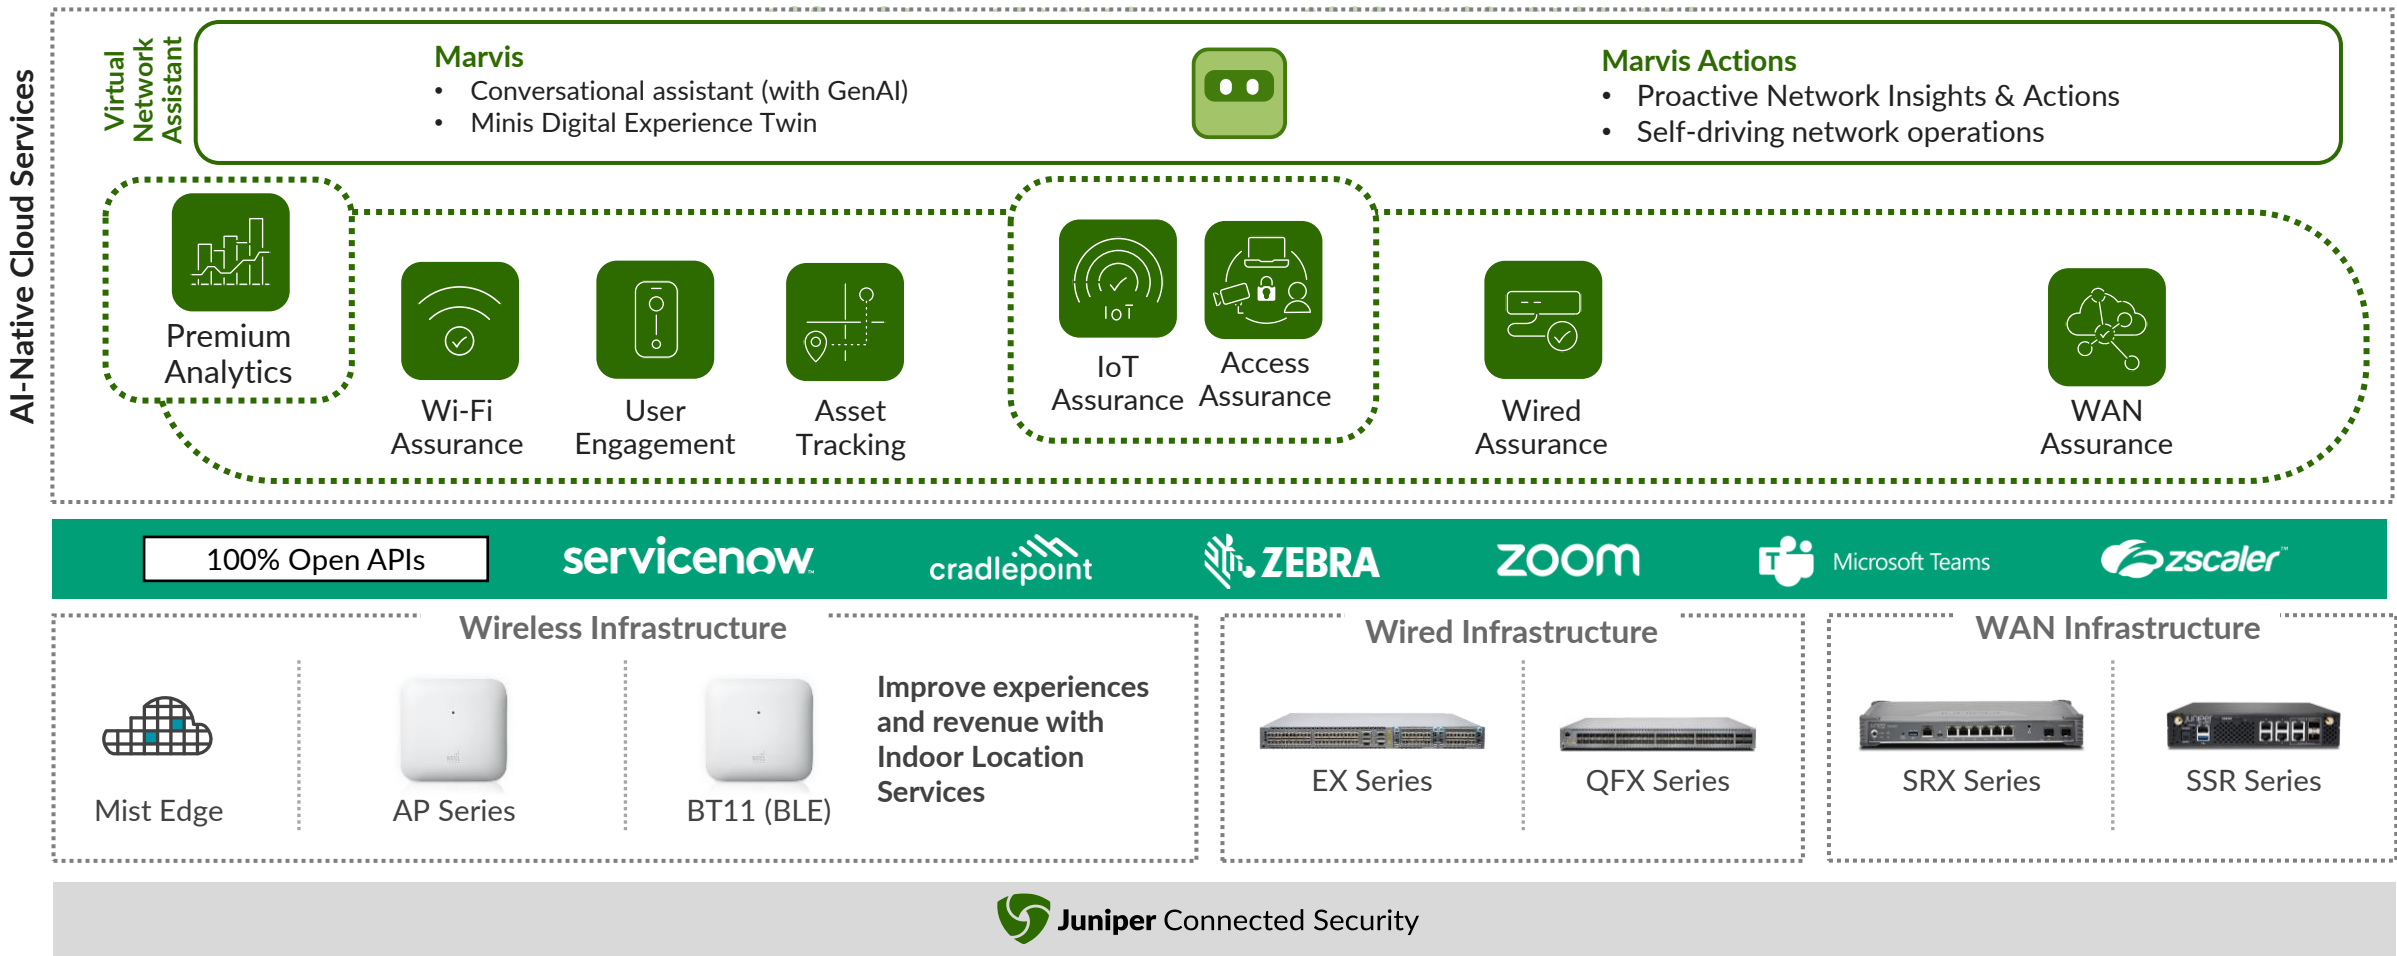 AI-Native Cloud Services
Virtual
Network
Assistant
Marvis
• Conversational assistant (with GenAI)
• Minis Digital Experience Twin
Marvis Actions
• Proactive Network Insights & Actions
• Self-driving network operations
Premium
Analytics
Wi-Fi
Assurance
User
Engagement
Asset
Tracking
IoT
IoT
Assurance
Access
Assurance
Wired
Assurance
WAN
Assurance
100% Open APIs
servicenow™
cradlepoint
ZEBRA
zoom
T
Microsoft Teams
zscaler™
Wireless Infrastructure
Mist Edge
AP Series
BT11 (BLE)
Improve experiences
and revenue with
Indoor Location
Services
Wired Infrastructure
EX Series
QFX Series
WAN Infrastructure
SRX Series
Juniper
SSR Series
Juniper Connected Security